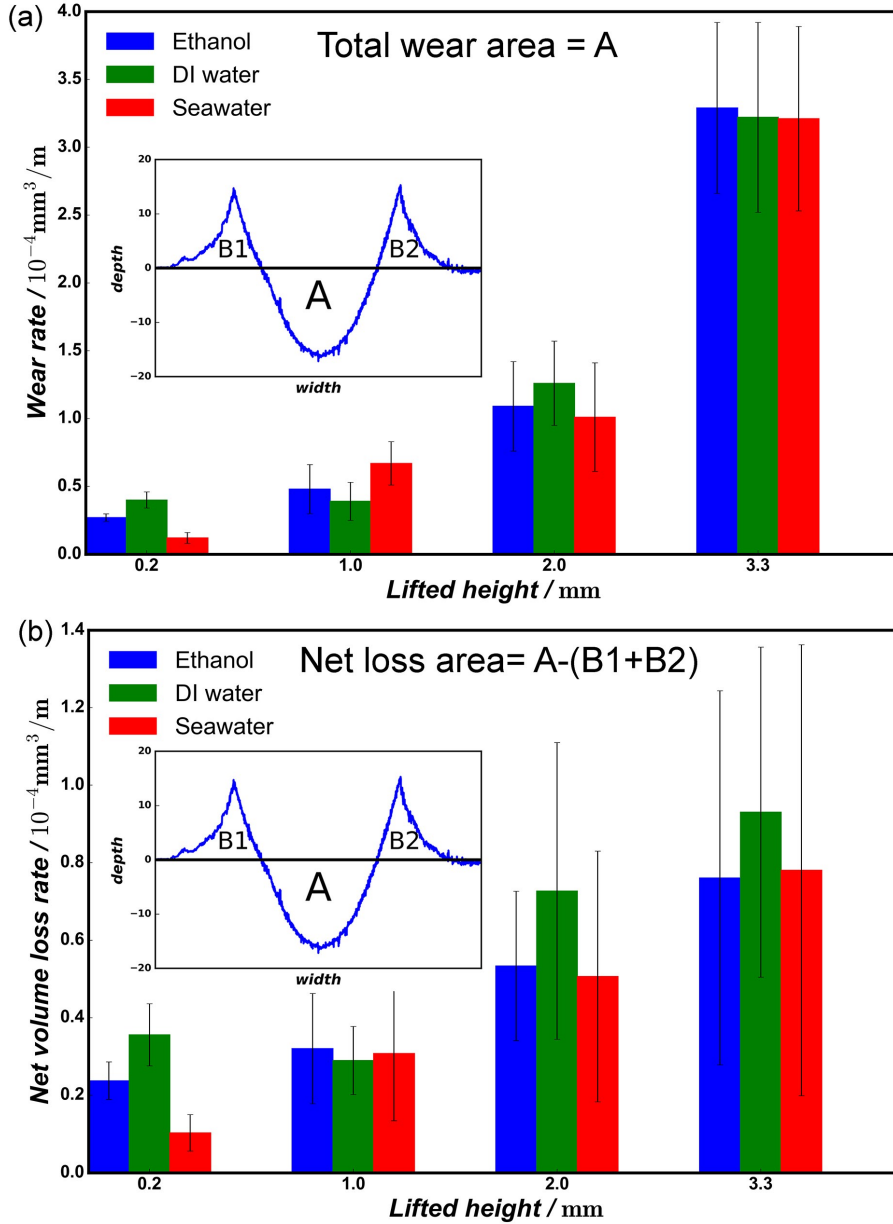 (a)
4.0
3.5
3.0
2.5
2.0
1.5
1.0
0.5
0.0
Wear rate / 10⁻⁴mm³/m
Ethanol
DI water
Seawater
Total wear area = A
20
10
0
−10
−20
depth
B1
B2
A
width
0.2
1.0
2.0
3.3
Lifted height / mm
(b)
1.4
1.2
1.0
0.8
0.6
0.4
0.2
0.0
Net volume loss rate / 10⁻⁴mm³/m
Ethanol
DI water
Seawater
Net loss area= A-(B1+B2)
20
10
0
−10
−20
depth
B1
B2
A
width
0.2
1.0
2.0
3.3
Lifted height / mm